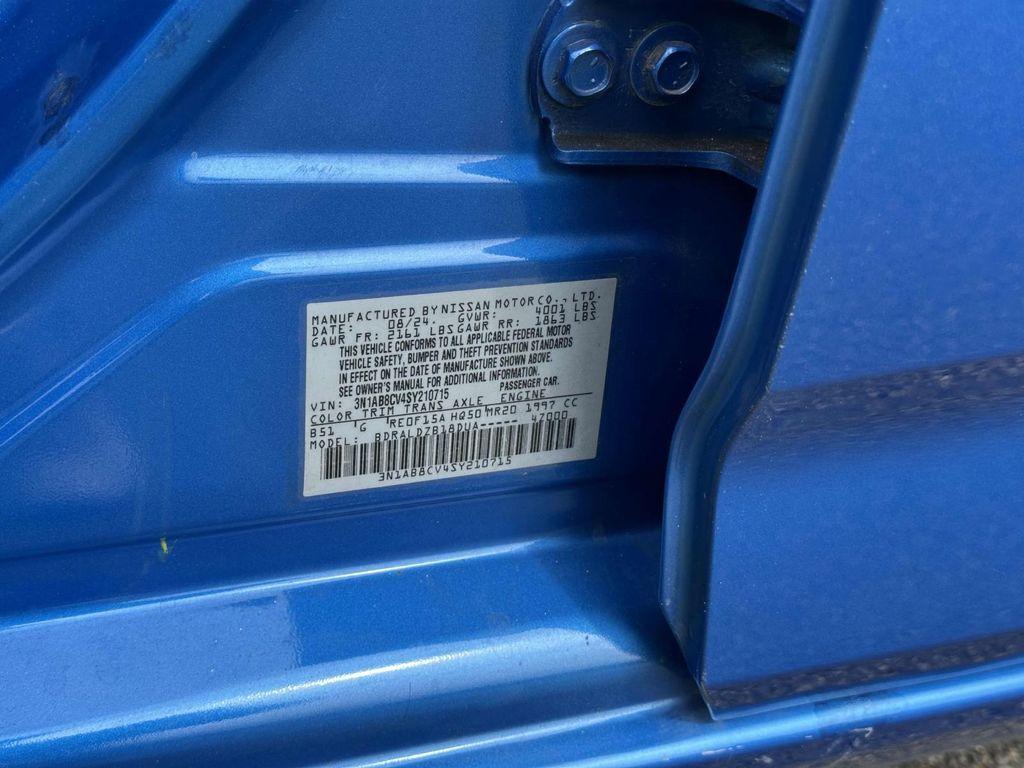 MANUFACTURED BY NISSAN MOTOR CO., LTD.
DATE: 08/24. GVWR: 4001 LBS
GAWR FR: 2161 LBS GAWR RR: 1863 LBS
THIS VEHICLE CONFORMS TO ALL APPLICABLE FEDERAL MOTOR
VEHICLE SAFETY, BUMPER AND THEFT PREVENTION STANDARDS
IN EFFECT ON THE DATE OF MANUFACTURE SHOWN ABOVE.
SEE OWNER'S MANUAL FOR ADDITIONAL INFORMATION.
VIN: 3N1AB8CV4SY210715 PASSENGER CAR.
COLOR TRIM TRANS AXLE ENGINE
B51 G RE0F15A HQ50 MR20 1997 CC
MODEL: BDRALDZB18DUA----- 47000
3N1AB8CV4SY210715